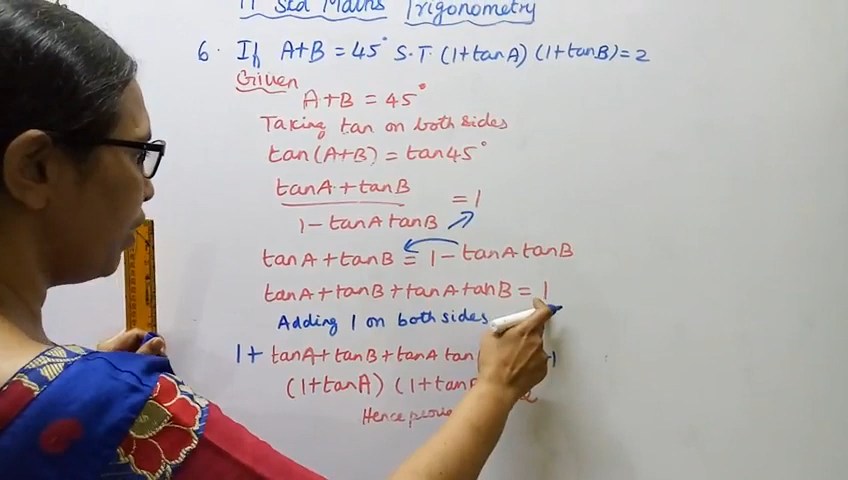 11 Std Maths Trigonometry
6. If A+B = 45° S.T. (1+tanA) (1+tanB) = 2
Given
A+B = 45°
Taking tan on both sides
tan(A+B) = tan45°
tanA + tanB
= 1
1 - tanA tanB
tanA + tanB = 1 - tanA tanB
tanA + tanB + tanA tanB = 1
Adding 1 on both sides
1 + tanA + tanB + tanA tan
(1+tanA) (1+tan
Hence